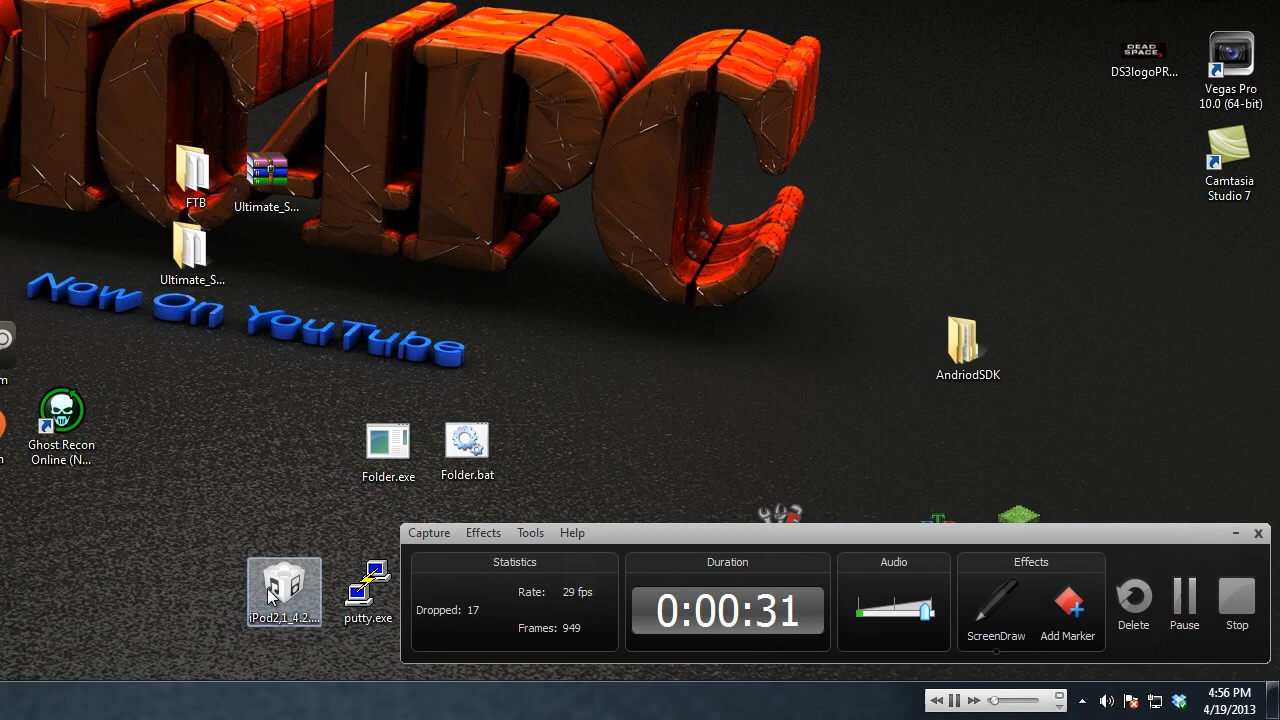 4PC
Now On YouTube
DEAD SPACE
DS3logoPR...
Vegas Pro
10.0 (64-bit)
Camtasia
Studio 7
FTB
Ultimate_S...
Ultimate_S...
AndriodSDK
m
Ghost Recon
Online (N...
n
Folder.exe
Folder.bat
iPod2,1_4.2....
putty.exe
Capture
Effects
Tools
Help
Statistics
Dropped: 17
Rate: 29 fps
Frames: 949
Duration
0:00:31
Audio
Effects
ScreenDraw
Add Marker
Delete
Pause
Stop
4:56 PM
4/19/2013